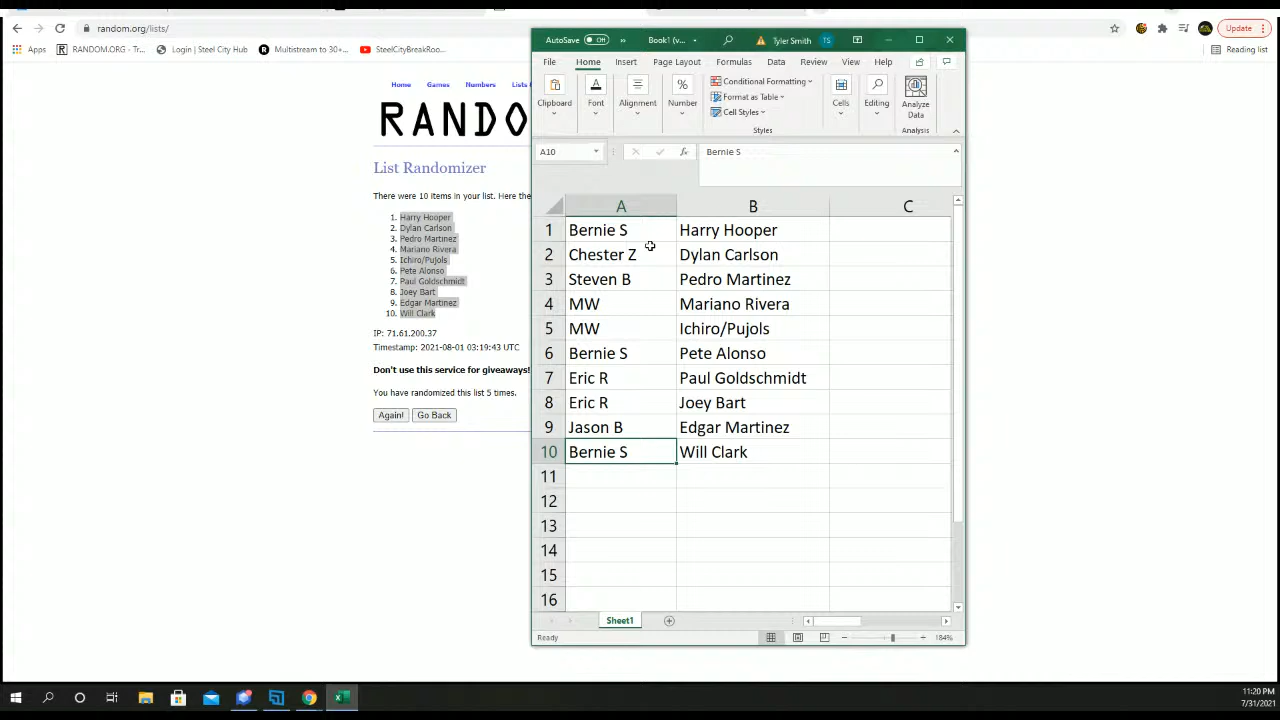 random.org/lists/
Update
Apps
RANDOM.ORG - Tr...
Login | Steel City Hub
Multistream to 30+...
SteelCityBreakRoo...
Reading list
Home Games Numbers Lists
RANDO
List Randomizer
There were 10 items in your list. Here the
1. Harry Hooper
2. Dylan Carlson
3. Pedro Martinez
4. Mariano Rivera
5. Ichiro/Pujols
6. Pete Alonso
7. Paul Goldschmidt
8. Joey Bart
9. Edgar Martinez
10. Will Clark
IP: 71.61.200.37
Timestamp: 2021-08-01 03:19:43 UTC
Don't use this service for giveaways!
You have randomized this list 5 times.
Again! Go Back
AutoSave Off Book1 (v... Tyler Smith TS
File Home Insert Page Layout Formulas Data Review View Help
Clipboard
Font
Alignment
Number
Conditional Formatting
Format as Table
Cell Styles
Styles
Cells
Editing
Analyze Data
Analysis
A10 fx Bernie S
A B C
1 Bernie S Harry Hooper
2 Chester Z Dylan Carlson
3 Steven B Pedro Martinez
4 MW Mariano Rivera
5 MW Ichiro/Pujols
6 Bernie S Pete Alonso
7 Eric R Paul Goldschmidt
8 Eric R Joey Bart
9 Jason B Edgar Martinez
10 Bernie S Will Clark
11
12
13
14
15
16
Sheet1
Ready 184%
11:20 PM
7/31/2021